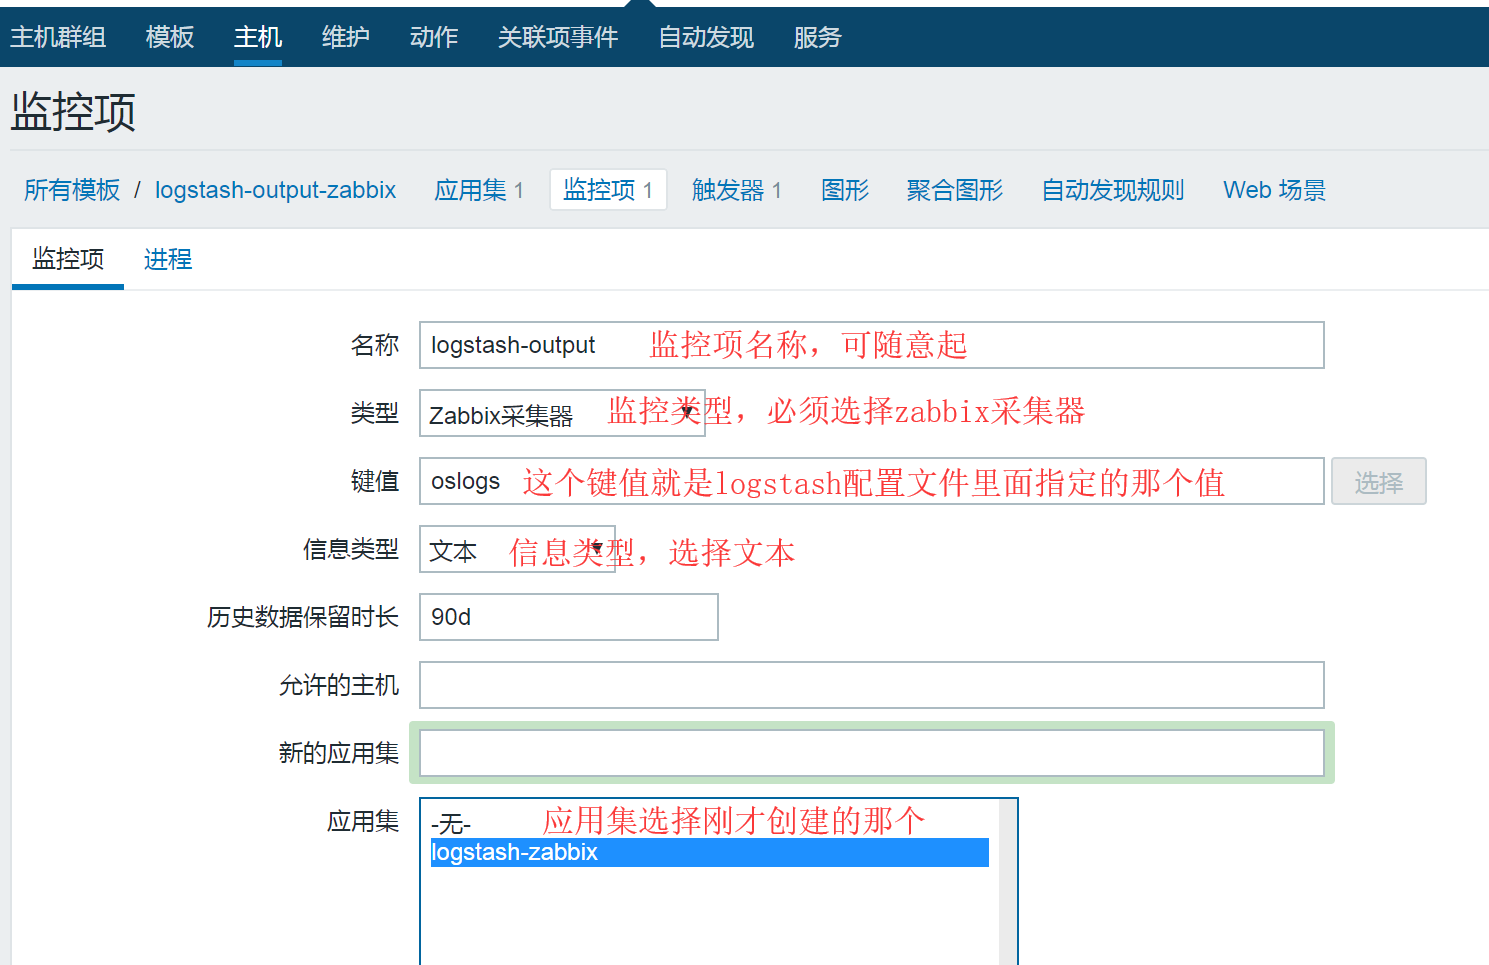 主机群组 模板 主机 维护 动作 关联项事件 自动发现 服务
监控项
所有模板 / logstash-output-zabbix 应用集 1 监控项 1 触发器 1 图形 聚合图形 自动发现规则 Web 场景
监控项 进程
名称 logstash-output 监控项名称，可随意起
类型 Zabbix采集器 监控类型，必须选择zabbix采集器
键值 oslogs 这个键值就是logstash配置文件里面指定的那个值 选择
信息类型 文本 信息类型，选择文本
历史数据保留时长 90d
允许的主机
新的应用集
应用集 -无- 应用集选择刚才创建的那个
logstash-zabbix